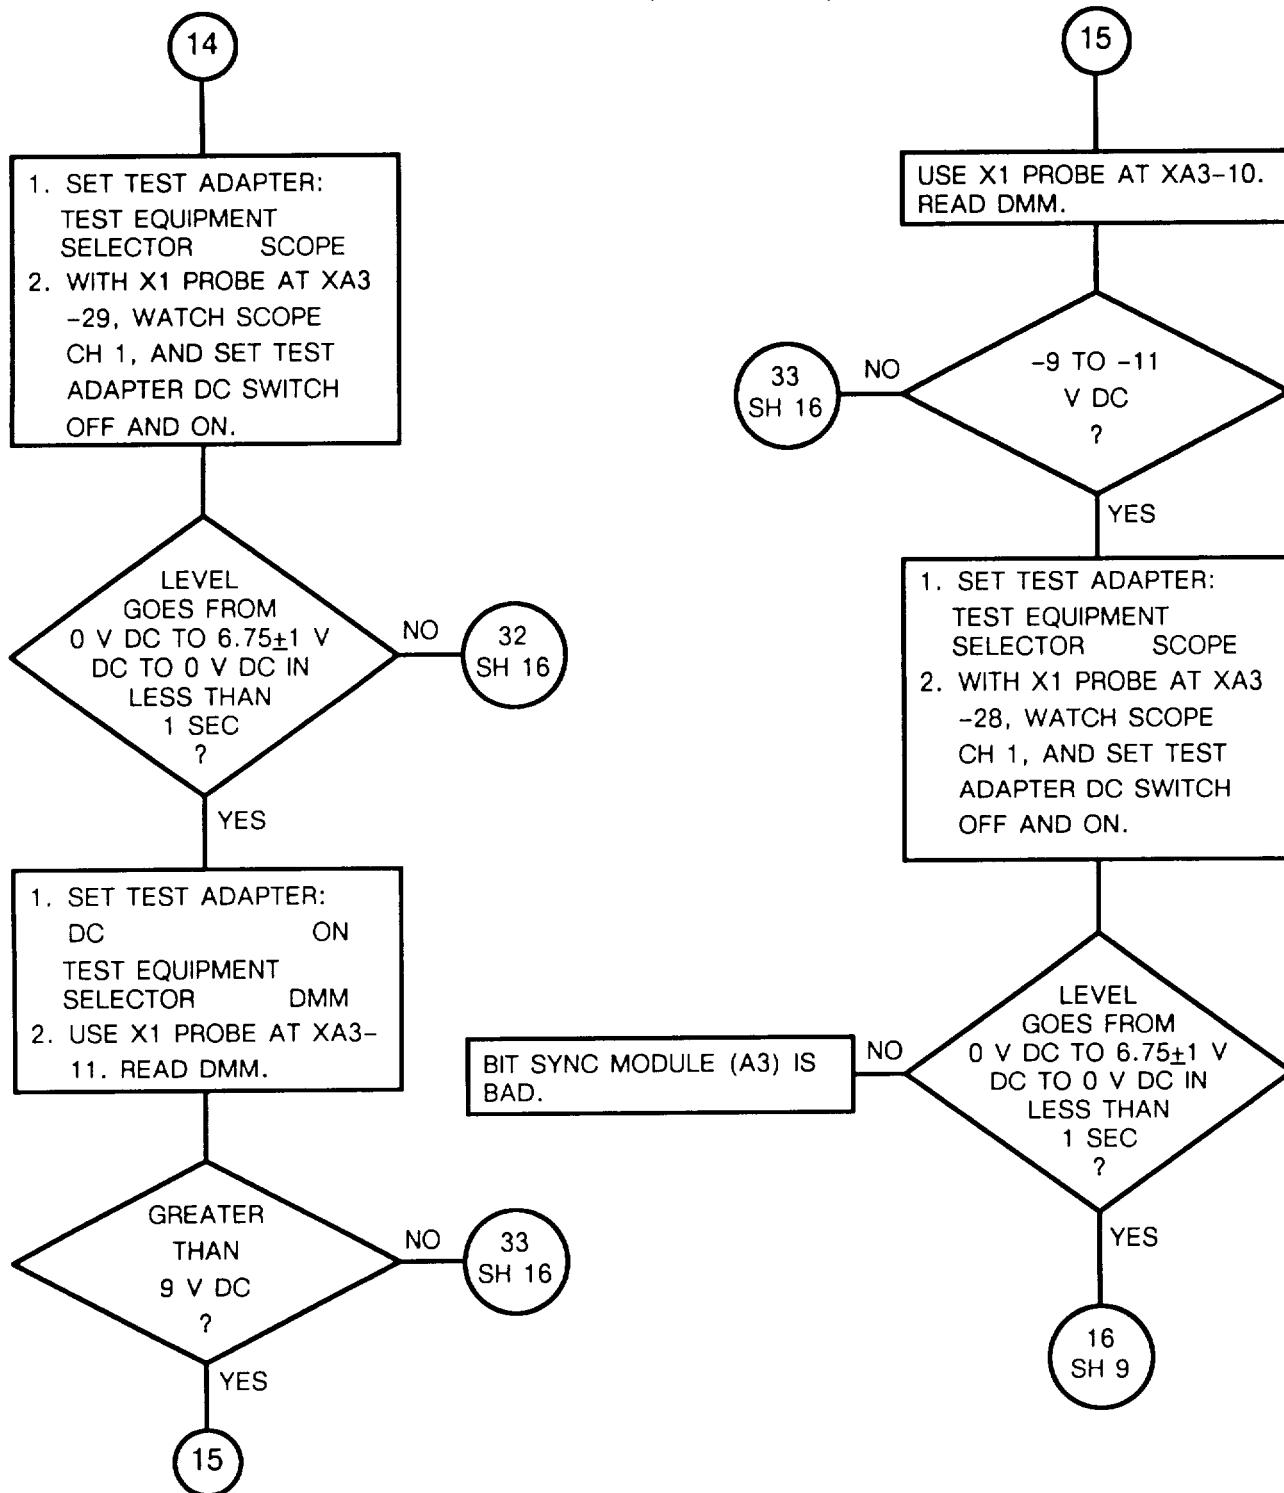 14
1. SET TEST ADAPTER:
TEST EQUIPMENT
SELECTOR SCOPE
2. WITH X1 PROBE AT XA3
-29, WATCH SCOPE
CH 1, AND SET TEST
ADAPTER DC SWITCH
OFF AND ON.
LEVEL
GOES FROM
0 V DC TO 6.75±1 V
DC TO 0 V DC IN
LESS THAN
1 SEC
?
NO
32
SH 16
YES
1. SET TEST ADAPTER:
DC ON
TEST EQUIPMENT
SELECTOR DMM
2. USE X1 PROBE AT XA3-
11. READ DMM.
GREATER
THAN
9 V DC
?
NO
33
SH 16
YES
15
15
USE X1 PROBE AT XA3-10.
READ DMM.
-9 TO -11
V DC
?
NO
33
SH 16
YES
1. SET TEST ADAPTER:
TEST EQUIPMENT
SELECTOR SCOPE
2. WITH X1 PROBE AT XA3
-28, WATCH SCOPE
CH 1, AND SET TEST
ADAPTER DC SWITCH
OFF AND ON.
LEVEL
GOES FROM
0 V DC TO 6.75±1 V
DC TO 0 V DC IN
LESS THAN
1 SEC
?
NO
BIT SYNC MODULE (A3) IS
BAD.
YES
16
SH 9